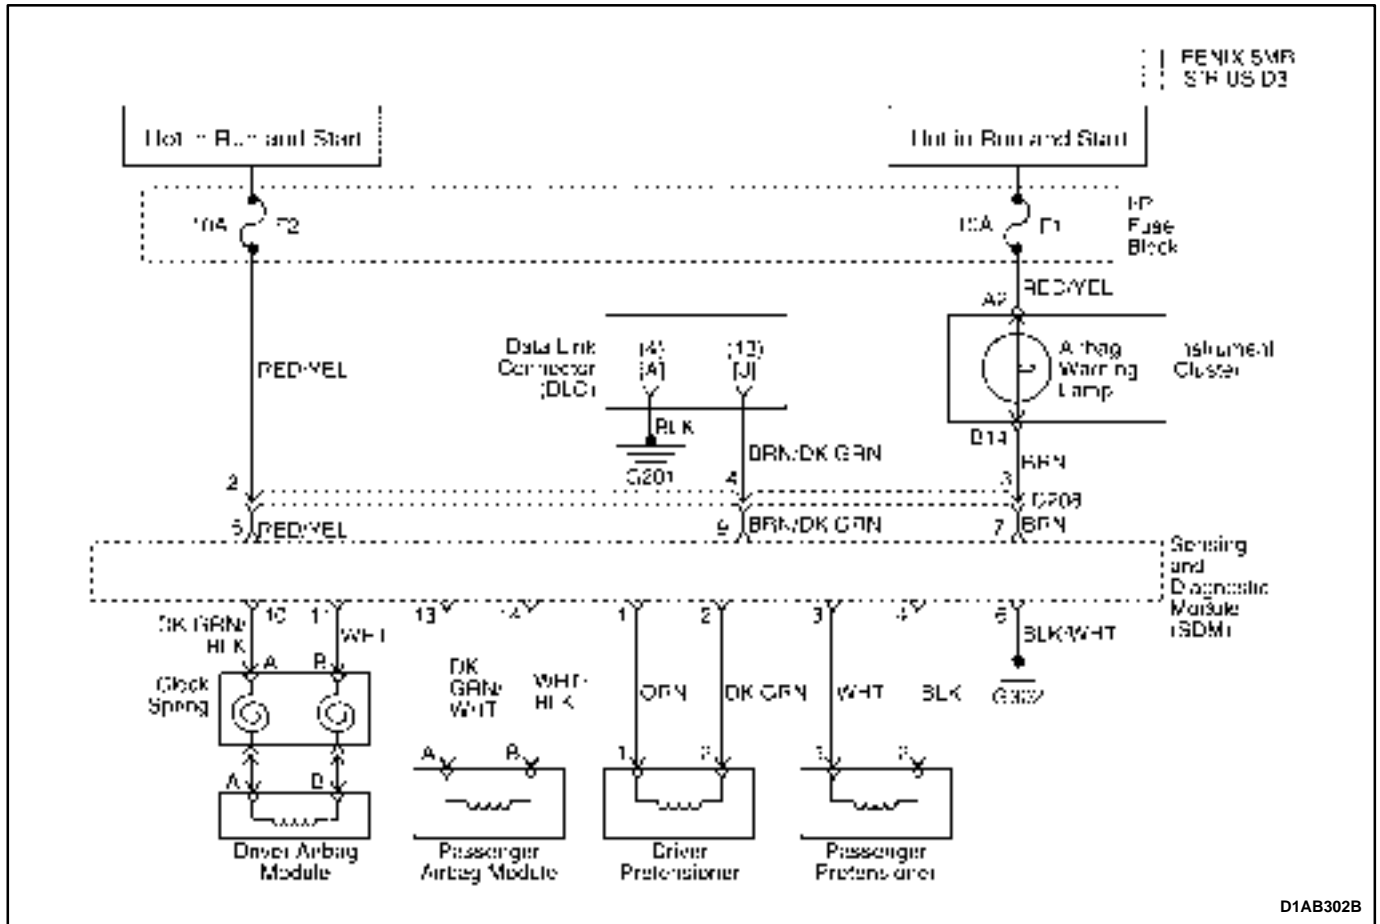 Hot in Run and Start
Hot in Run and Start
10A
F2
F1
I/P
Fuse
Block
RED/YEL
A2
Data Link
Connector
(DLC)
(4)
[A]
(13)
[J]
Airbag
Warning
Lamp
Instrument
Cluster
RED/YEL
BLK
B14
BRN/DK GRN
G201
BRN
2
4
3
C208
5
RED/YEL
9
BRN/DK GRN
7
BRN
Sensing
and
Diagnostic
Module
(SDM)
10
11
13
14
1
2
3
4
6
DK GRN/
BLK
WHT
BLK/WHT
A
B
Clock
Spring
DK
GRN/
WHT
WHT/
BLK
ORN
DK GRN
WHT
BLK
A
B
1
2
1
2
A
B
Driver Airbag
Module
Passenger
Airbag Module
Driver
Pretensioner
Passenger
Pretensioner
D1AB302B